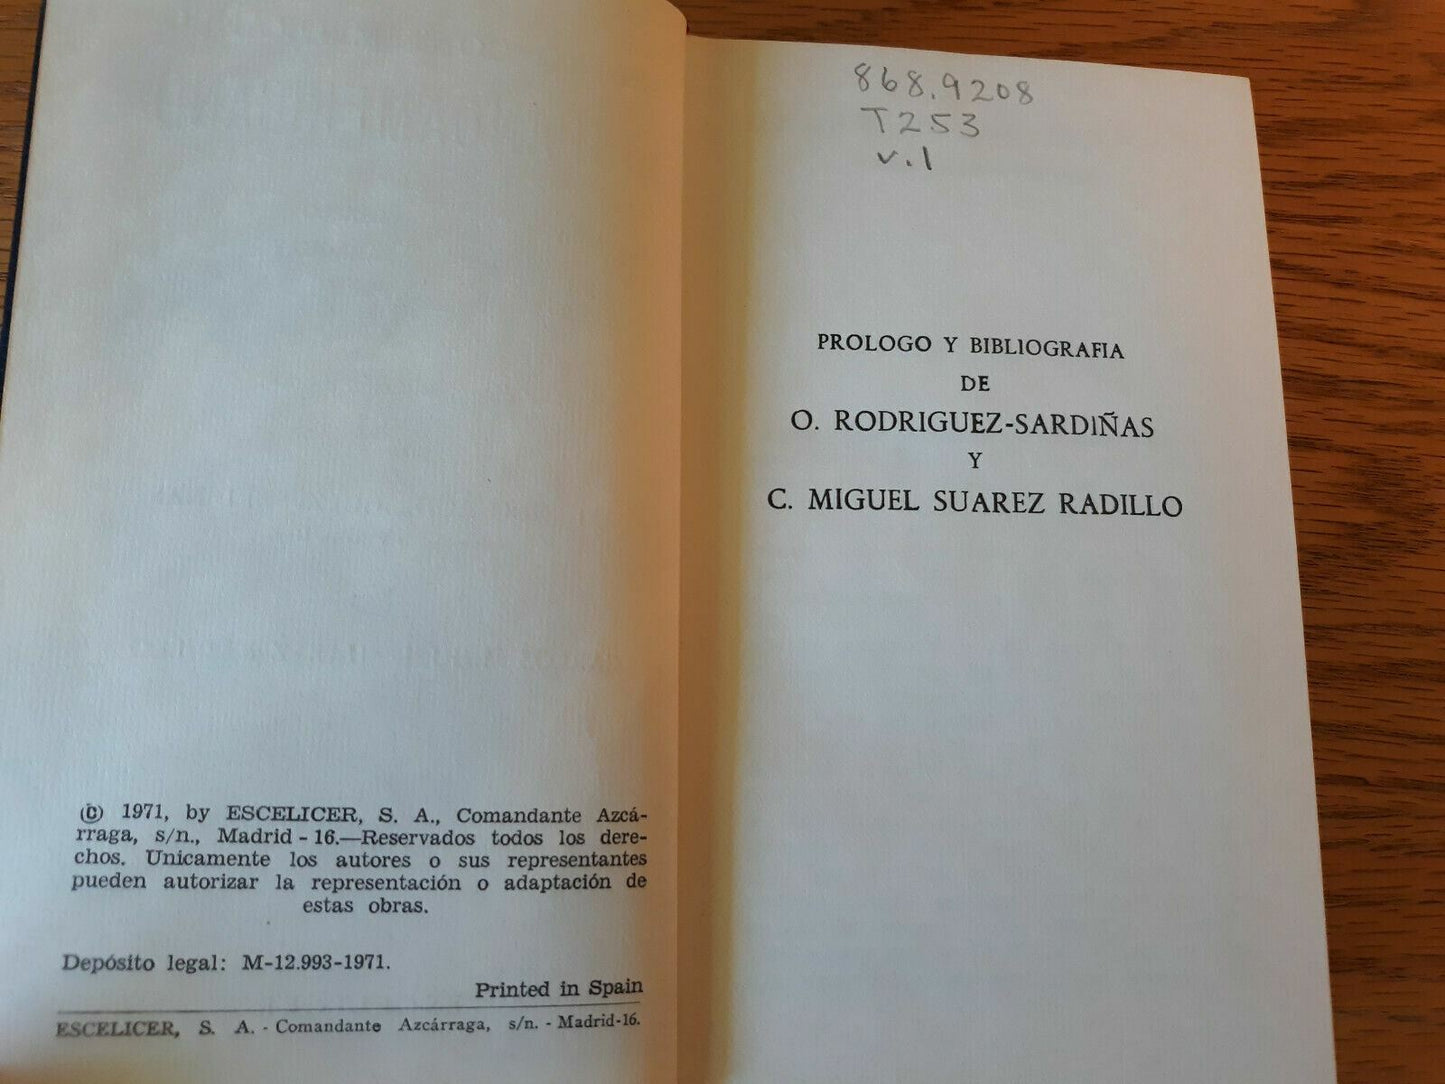 © 1971, by ESCELICER, S. A., Comandante Azcá-
rraga, s/n., Madrid - 16.—Reservados todos los dere-
chos. Unicamente los autores o sus representantes
pueden autorizar la representación o adaptación de
estas obras.
Depósito legal: M-12.993-1971.
Printed in Spain
ESCELICER, S. A. - Comandante Azcárraga, s/n. - Madrid-16.
868.9208
T253
v.1
PROLOGO Y BIBLIOGRAFIA
DE
O. RODRIGUEZ-SARDIÑAS
Y
C. MIGUEL SUAREZ RADILLO